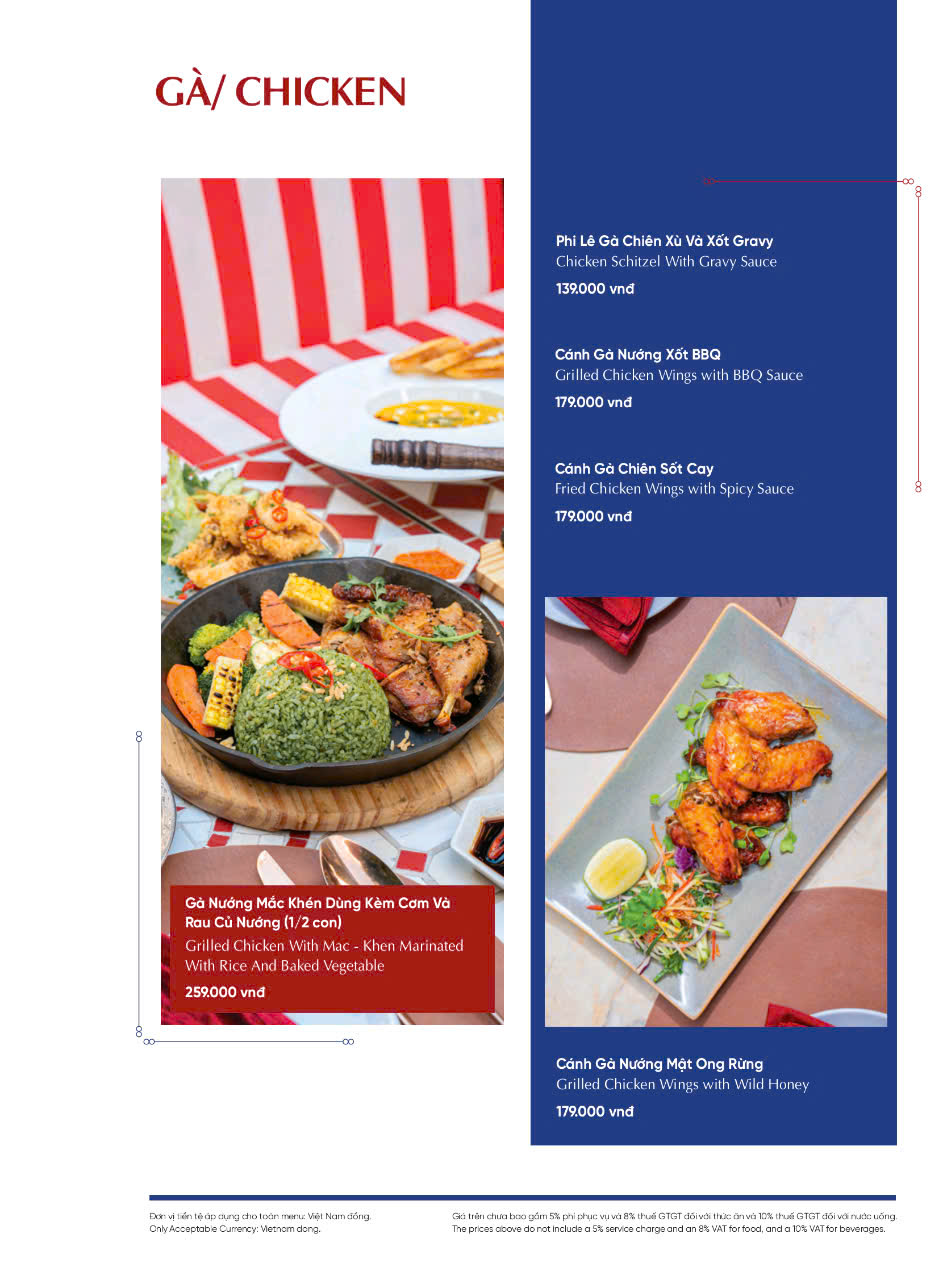 GÀ/ CHICKEN
Phi Lê Gà Chiên Xù Và Xốt Gravy
Chicken Schitzel With Gravy Sauce
139.000 vnđ
Cánh Gà Nướng Xốt BBQ
Grilled Chicken Wings with BBQ Sauce
179.000 vnđ
Cánh Gà Chiên Sốt Cay
Fried Chicken Wings with Spicy Sauce
179.000 vnđ
Gà Nướng Mắc Khén Dùng Kèm Cơm Và
Rau Củ Nướng (1/2 con)
Grilled Chicken With Mac - Khen Marinated
With Rice And Baked Vegetable
259.000 vnđ
Cánh Gà Nướng Mật Ong Rừng
Grilled Chicken Wings with Wild Honey
179.000 vnđ
Đơn vị tiền tệ áp dụng cho toàn menu: Việt Nam đồng.
Only Acceptable Currency: Vietnam dong.
Giá trên chưa bao gồm 5% phí phục vụ và 8% thuế GTGT đối với thức ăn và 10% thuế GTGT đối với nước uống.
The prices above do not include a 5% service charge and an 8% VAT for food, and a 10% VAT for beverages.